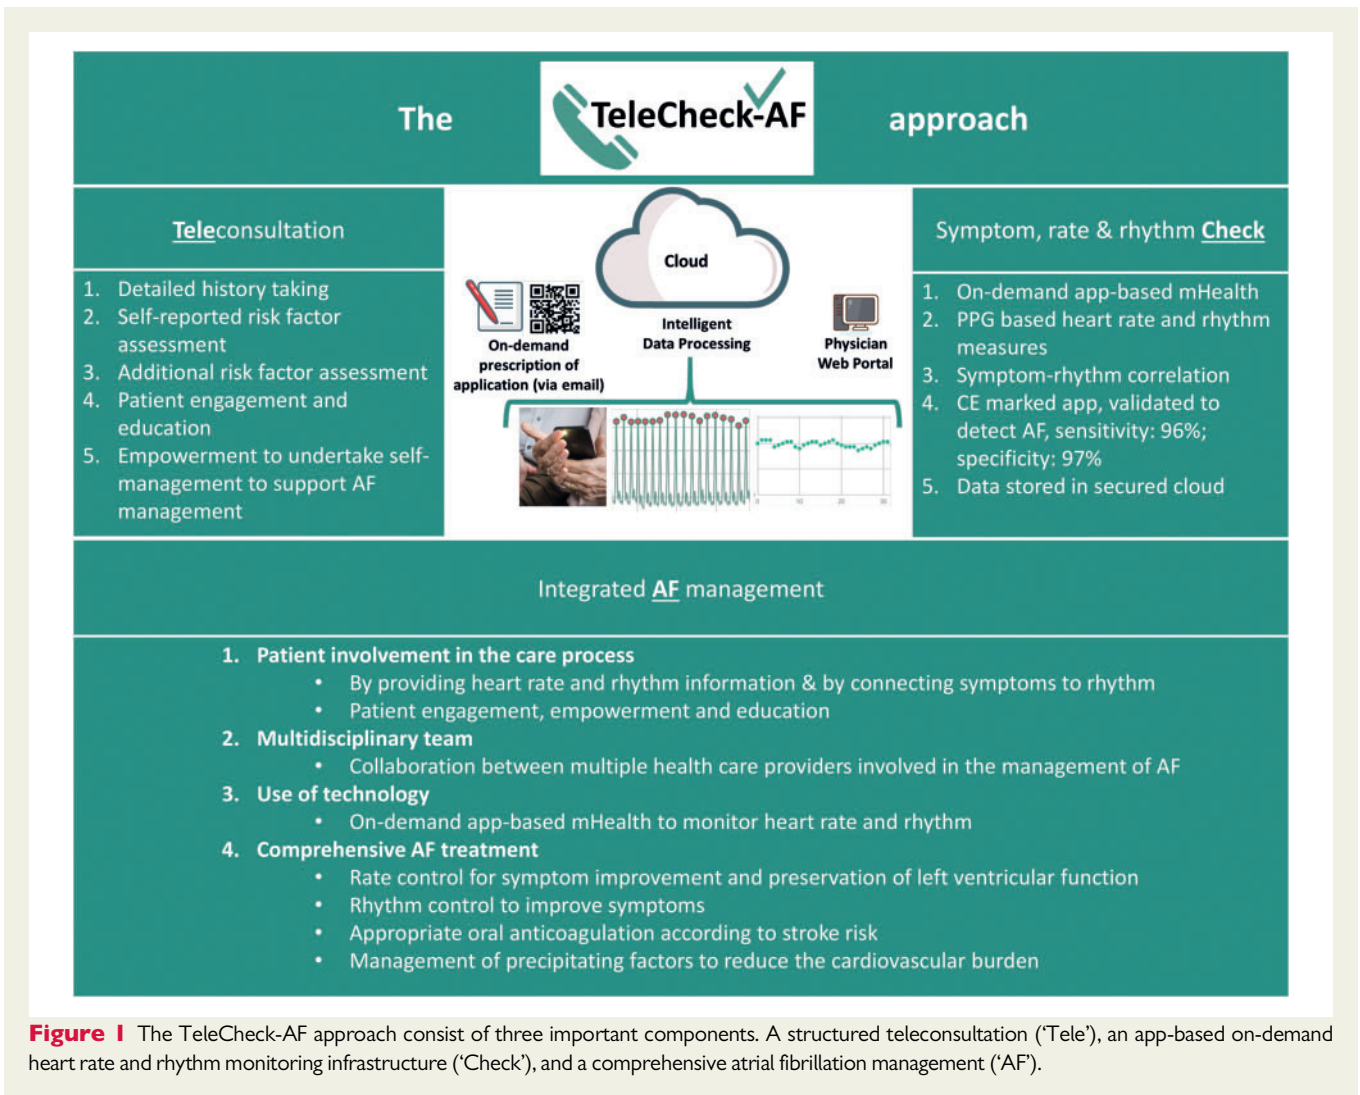 The TeleCheck-AF approach
Teleconsultation
1. Detailed history taking
2. Self-reported risk factor
assessment
3. Additional risk factor assessment
4. Patient engagement and
education
5. Empowerment to undertake self-
management to support AF
management
Cloud
Intelligent
Data Processing
On-demand
prescription of
application (via email)
Physician
Web Portal
0 10 20 30
Symptom, rate & rhythm Check
1. On-demand app-based mHealth
2. PPG based heart rate and rhythm
measures
3. Symptom-rhythm correlation
4. CE marked app, validated to
detect AF, sensitivity: 96%;
specificity: 97%
5. Data stored in secured cloud
Integrated AF management
1. Patient involvement in the care process
• By providing heart rate and rhythm information & by connecting symptoms to rhythm
• Patient engagement, empowerment and education
2. Multidisciplinary team
• Collaboration between multiple health care providers involved in the management of AF
3. Use of technology
• On-demand app-based mHealth to monitor heart rate and rhythm
4. Comprehensive AF treatment
• Rate control for symptom improvement and preservation of left ventricular function
• Rhythm control to improve symptoms
• Appropriate oral anticoagulation according to stroke risk
• Management of precipitating factors to reduce the cardiovascular burden
Figure 1 The TeleCheck-AF approach consist of three important components. A structured teleconsultation (‘Tele’), an app-based on-demand
heart rate and rhythm monitoring infrastructure (‘Check’), and a comprehensive atrial fibrillation management (‘AF’).